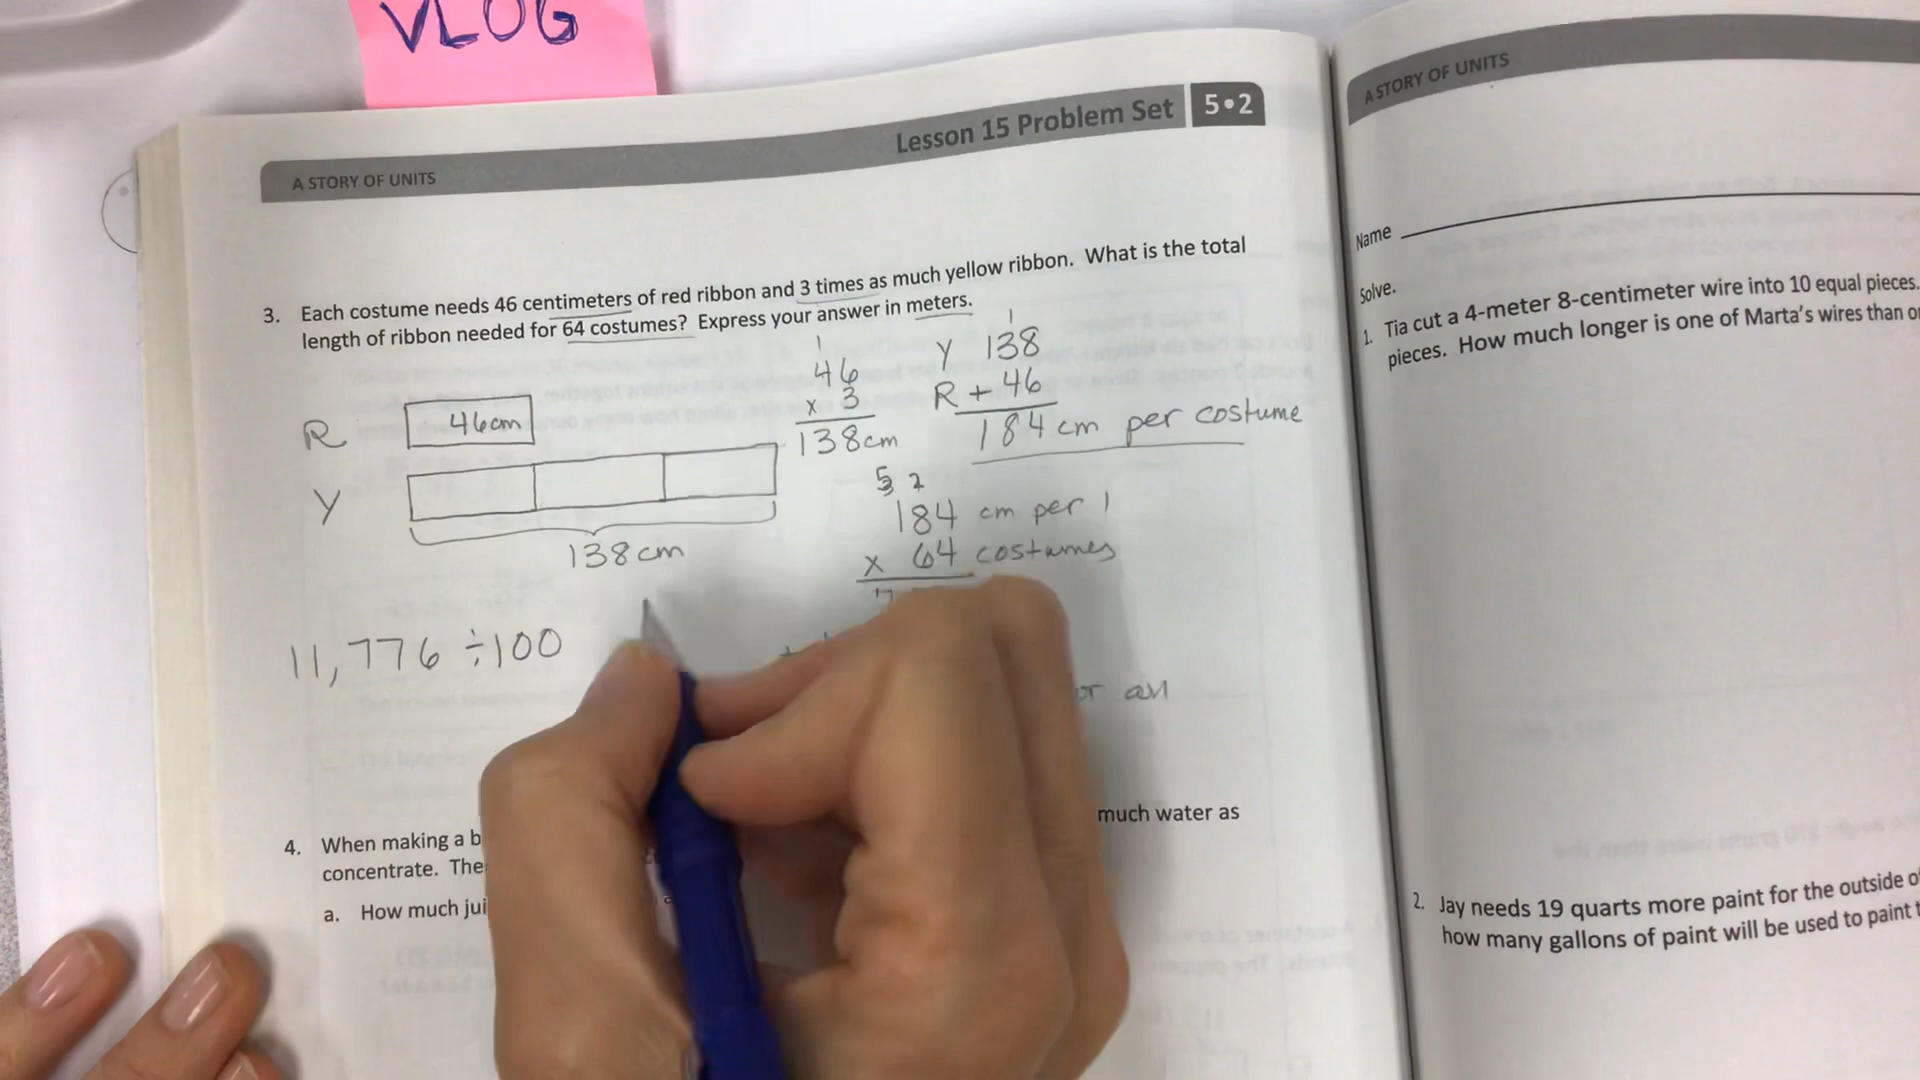 VLOG
A STORY OF UNITS
Lesson 15 Problem Set 5•2
3. Each costume needs 46 centimeters of red ribbon and 3 times as much yellow ribbon. What is the total
length of ribbon needed for 64 costumes? Express your answer in meters.
R 46cm
Y
138cm
1
46
x 3
138cm
1
Y 138
R + 46
184 cm per costume
5 2
184 cm per 1
x 64 costumes
11,776 ÷100
all
4. When making a
much water as
concentrate.
a. How much
A STORY OF UNITS
Name
Solve.
1. Tia cut a 4-meter 8-centimeter wire into 10 equal pieces.
pieces. How much longer is one of Marta's wires than
2. Jay needs 19 quarts more paint for the outside
how many gallons of paint will be used to paint